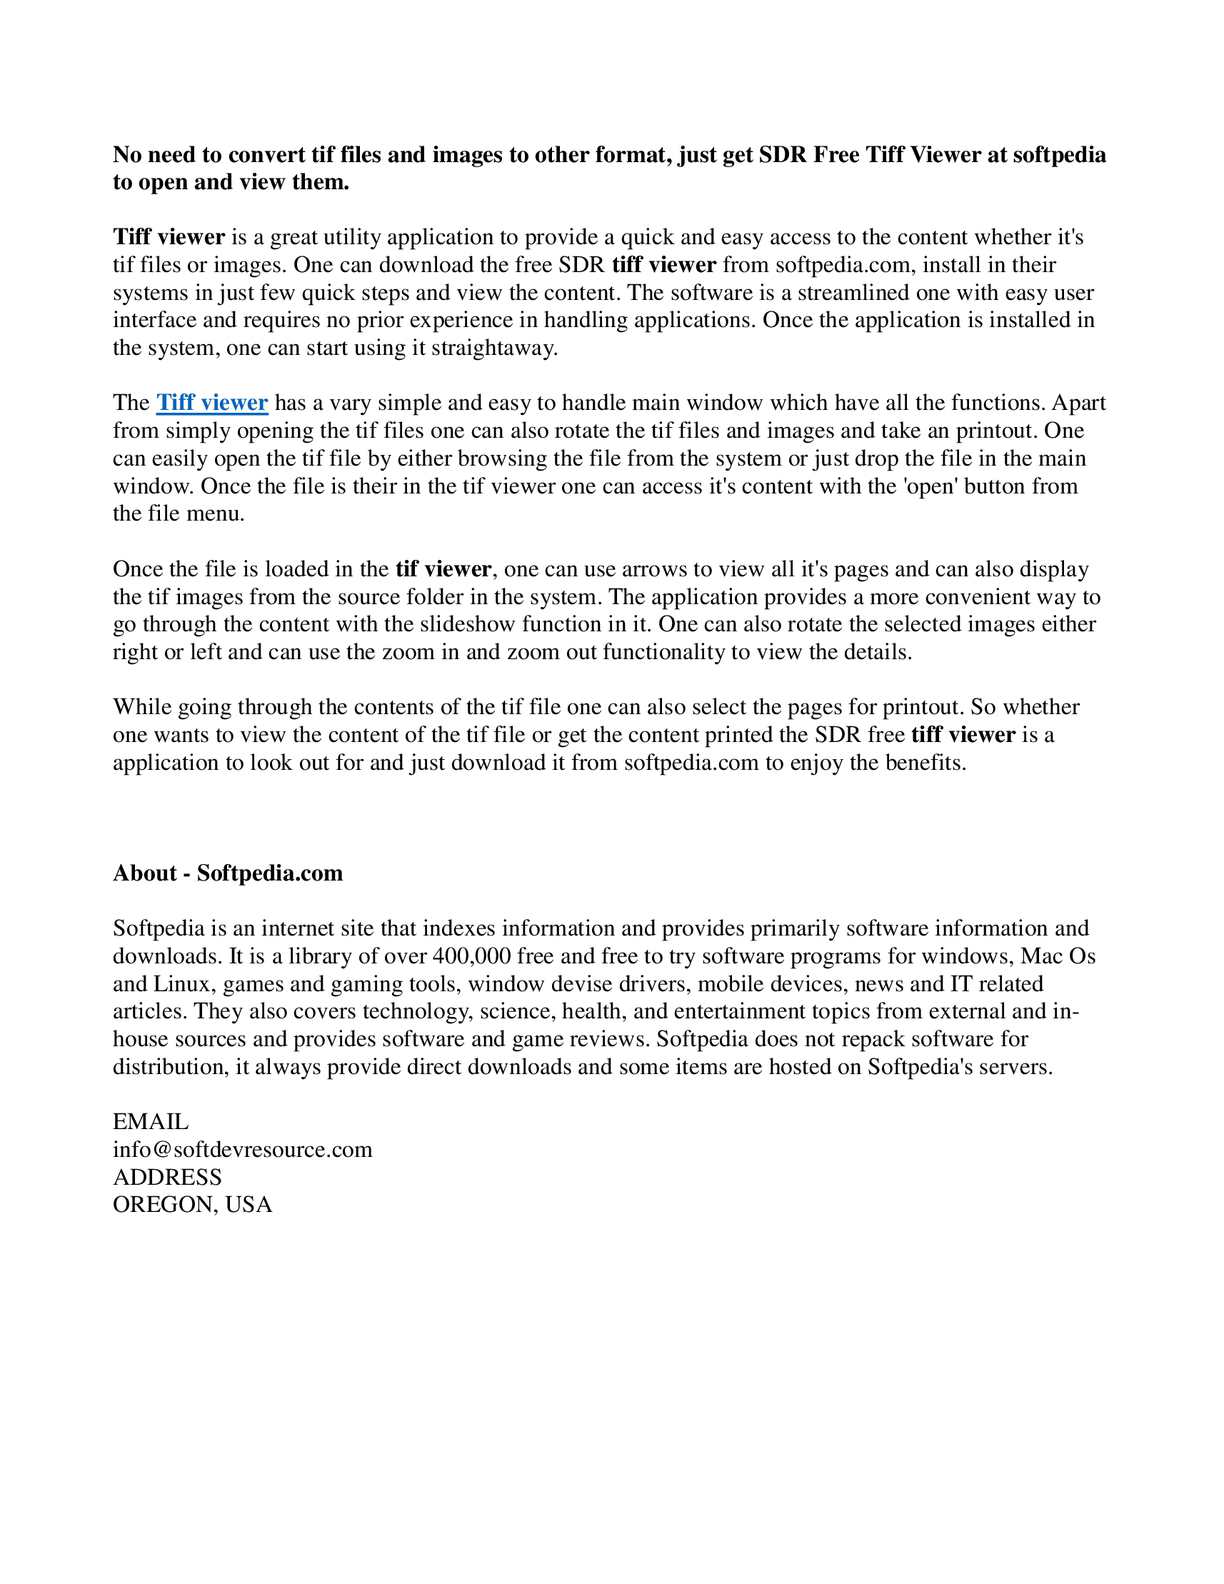 No need to convert tif files and images to other format, just get SDR Free Tiff Viewer at softpedia
to open and view them.
Tiff viewer is a great utility application to provide a quick and easy access to the content whether it's
tif files or images. One can download the free SDR tiff viewer from softpedia.com, install in their
systems in just few quick steps and view the content. The software is a streamlined one with easy user
interface and requires no prior experience in handling applications. Once the application is installed in
the system, one can start using it straightaway.
The Tiff viewer has a vary simple and easy to handle main window which have all the functions. Apart
from simply opening the tif files one can also rotate the tif files and images and take an printout. One
can easily open the tif file by either browsing the file from the system or just drop the file in the main
window. Once the file is their in the tif viewer one can access it's content with the 'open' button from
the file menu.
Once the file is loaded in the tif viewer, one can use arrows to view all it's pages and can also display
the tif images from the source folder in the system. The application provides a more convenient way to
go through the content with the slideshow function in it. One can also rotate the selected images either
right or left and can use the zoom in and zoom out functionality to view the details.
While going through the contents of the tif file one can also select the pages for printout. So whether
one wants to view the content of the tif file or get the content printed the SDR free tiff viewer is a
application to look out for and just download it from softpedia.com to enjoy the benefits.
About - Softpedia.com
Softpedia is an internet site that indexes information and provides primarily software information and
downloads. It is a library of over 400,000 free and free to try software programs for windows, Mac Os
and Linux, games and gaming tools, window devise drivers, mobile devices, news and IT related
articles. They also covers technology, science, health, and entertainment topics from external and in-
house sources and provides software and game reviews. Softpedia does not repack software for
distribution, it always provide direct downloads and some items are hosted on Softpedia's servers.
EMAIL
info@softdevresource.com
ADDRESS
OREGON, USA